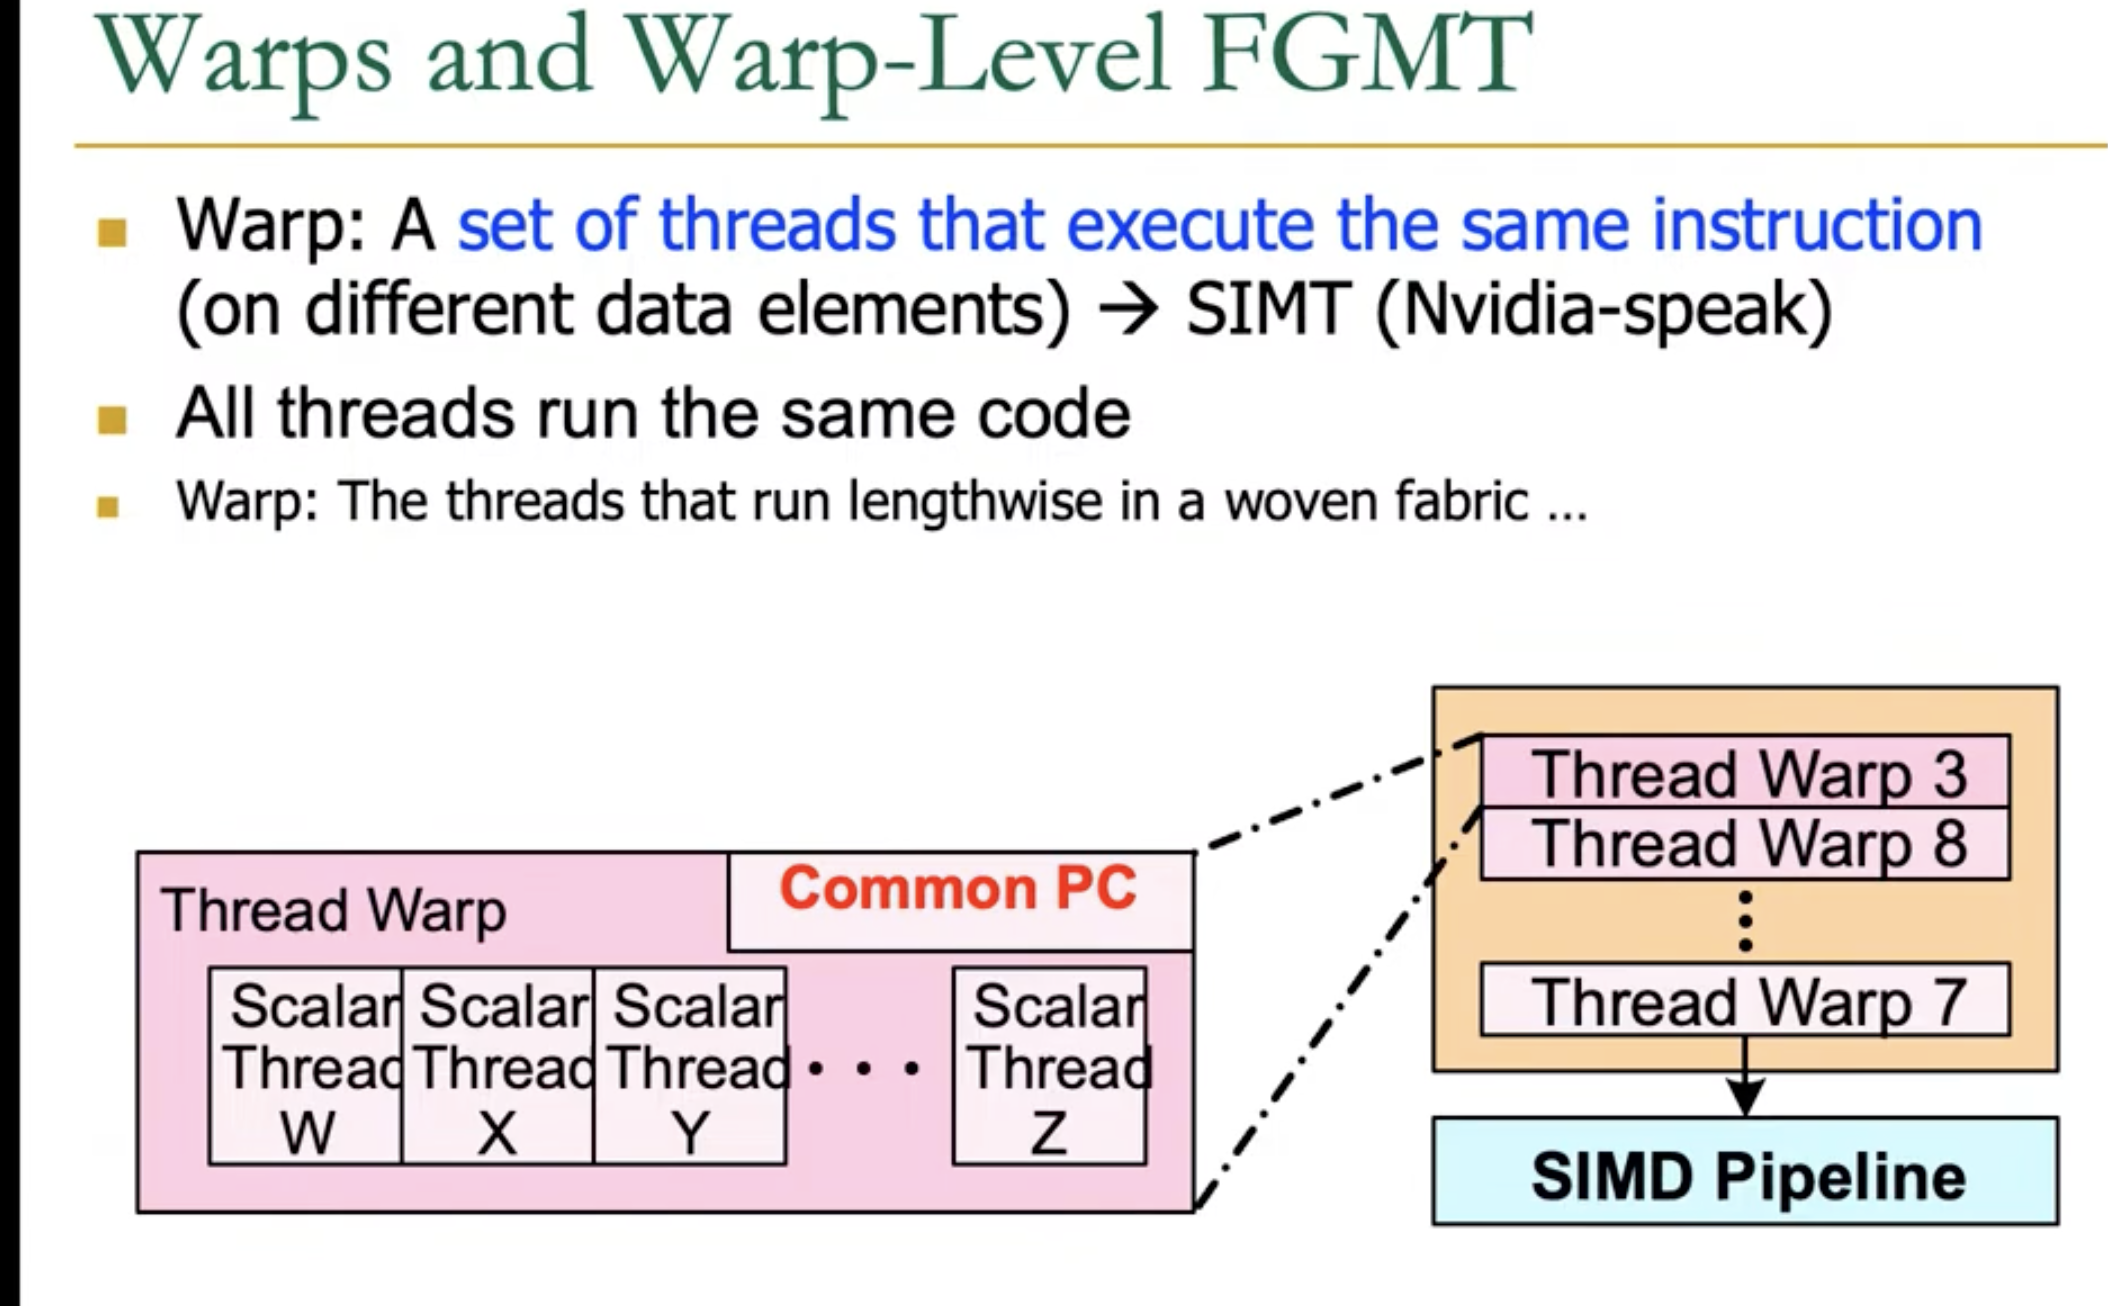 Warps and Warp-Level FGMT
Warp: A set of threads that execute the same instruction
(on different data elements) → SIMT (Nvidia-speak)
All threads run the same code
Warp: The threads that run lengthwise in a woven fabric ...
Thread Warp
Common PC
Scalar
Thread
W
Scalar
Thread
X
Scalar
Thread
Y
Scalar
Thread
Z
Thread Warp 3
Thread Warp 8
Thread Warp 7
SIMD Pipeline